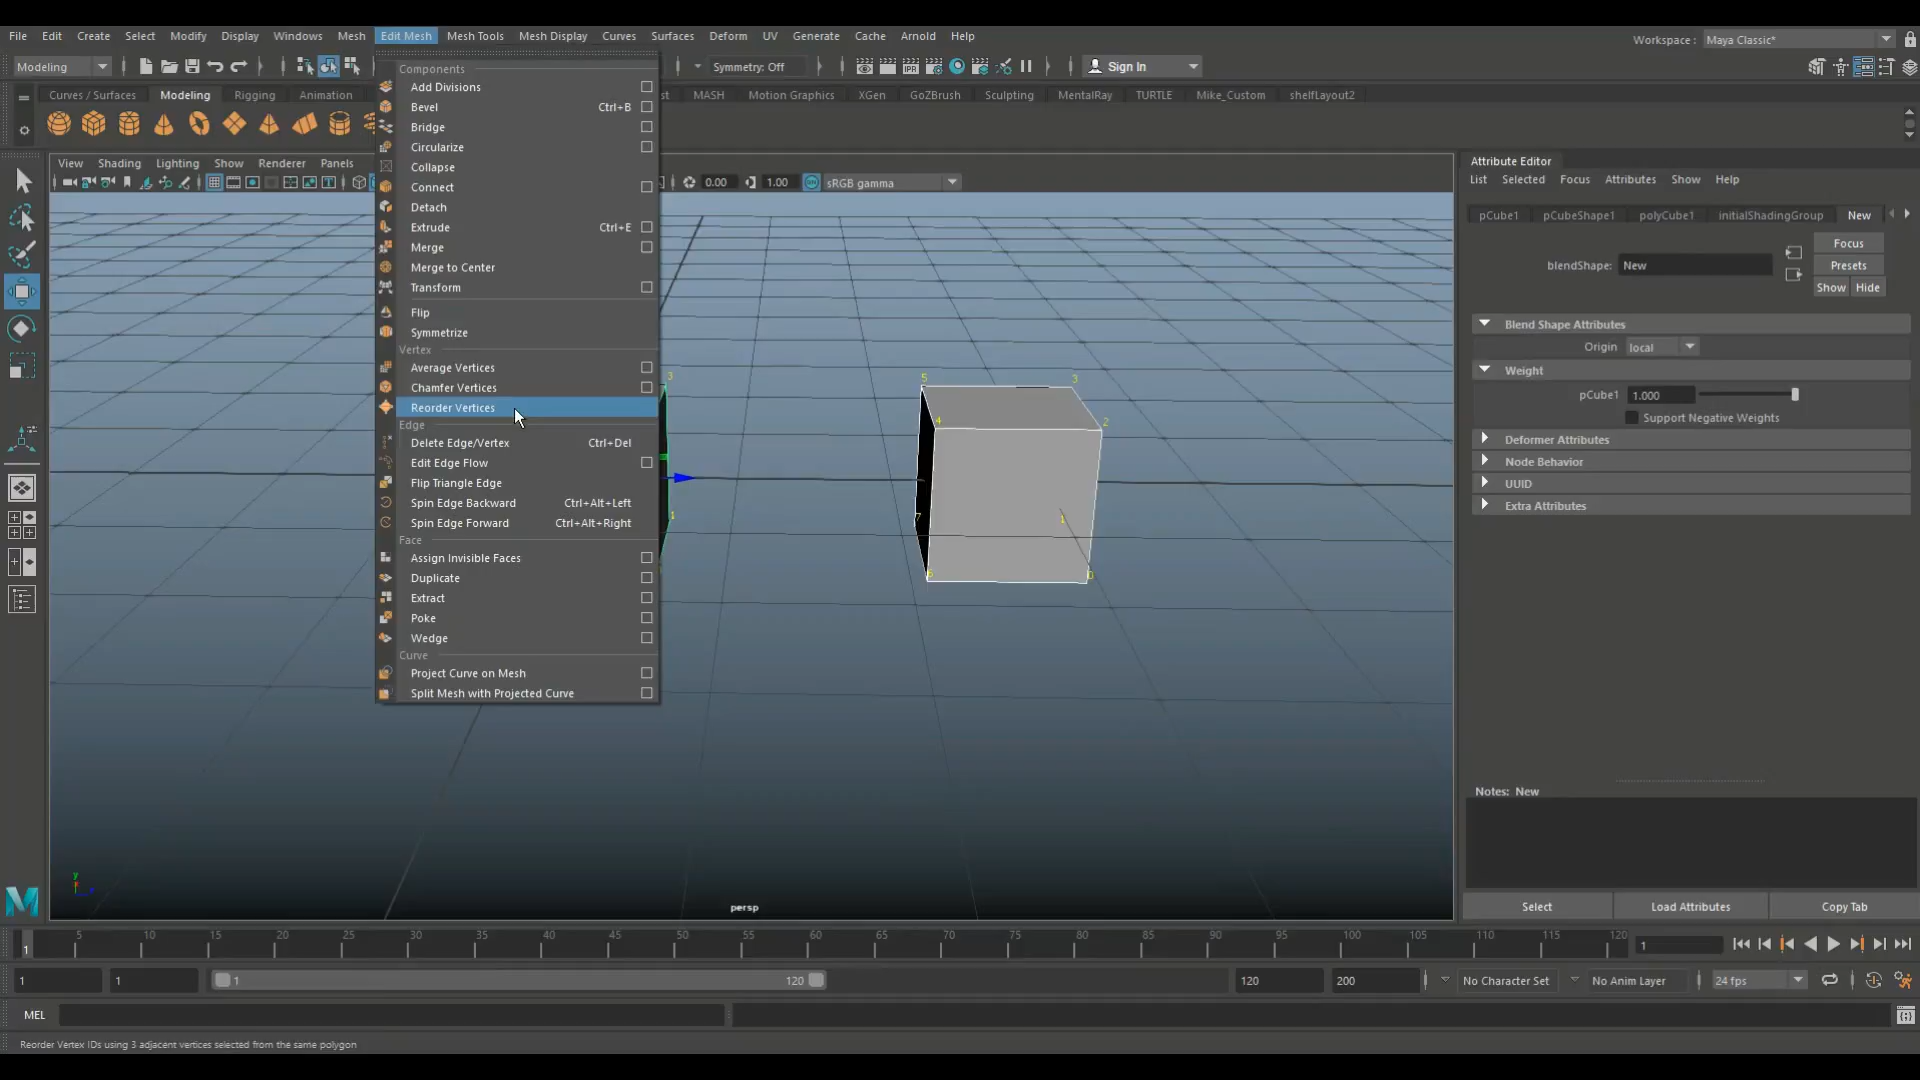 File Edit Create Select Modify Display Windows Mesh Edit Mesh Mesh Tools Mesh Display Curves Surfaces Deform UV Generate Cache Arnold Help
Workspace : Maya Classic*
Modeling
Symmetry: Off
Sign In
Curves / Surfaces Modeling Rigging Animation
MASH Motion Graphics XGen GoZBrush Sculpting MentalRay TURTLE Mike_Custom shelfLayout2
View Shading Lighting Show Renderer Panels
0.00 1.00 sRGB gamma
Components
Add Divisions
Bevel Ctrl+B
Bridge
Circularize
Collapse
Connect
Detach
Extrude Ctrl+E
Merge
Merge to Center
Transform
Flip
Symmetrize
Vertex
Average Vertices
Chamfer Vertices
Reorder Vertices
Edge
Delete Edge/Vertex Ctrl+Del
Edit Edge Flow
Flip Triangle Edge
Spin Edge Backward Ctrl+Alt+Left
Spin Edge Forward Ctrl+Alt+Right
Face
Assign Invisible Faces
Duplicate
Extract
Poke
Wedge
Curve
Project Curve on Mesh
Split Mesh with Projected Curve
3
1
5 3
4 2
7 1
6 0
y
persp
Attribute Editor
List Selected Focus Attributes Show Help
pCube1 pCubeShape1 polyCube1 initialShadingGroup New
Focus
blendShape: New
Presets
Show Hide
Blend Shape Attributes
Origin local
Weight
pCube1 1.000
Support Negative Weights
Deformer Attributes
Node Behavior
UUID
Extra Attributes
Notes: New
Select Load Attributes Copy Tab
5 10 15 20 25 30 35 40 45 50 55 60 65 70 75 80 85 90 95 100 105 110 115 120
1
1
1 1 1 120 120 200 No Character Set No Anim Layer 24 fps
MEL
Reorder Vertex IDs using 3 adjacent vertices selected from the same polygon